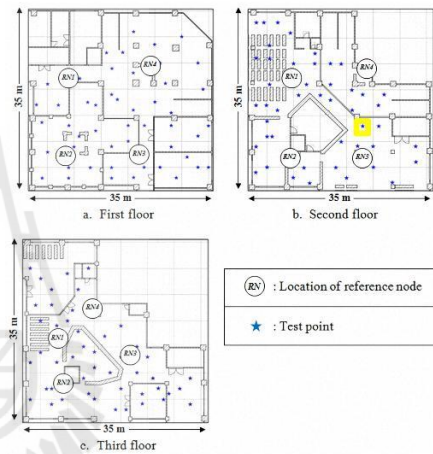 RN1
RN4
RN2
RN3
35 m
35 m
a. First floor
RN1
RN4
RN2
RN3
35 m
35 m
b. Second floor
RN4
RN1
RN3
RN2
35 m
35 m
c. Third floor
RN : Location of reference node
: Test point